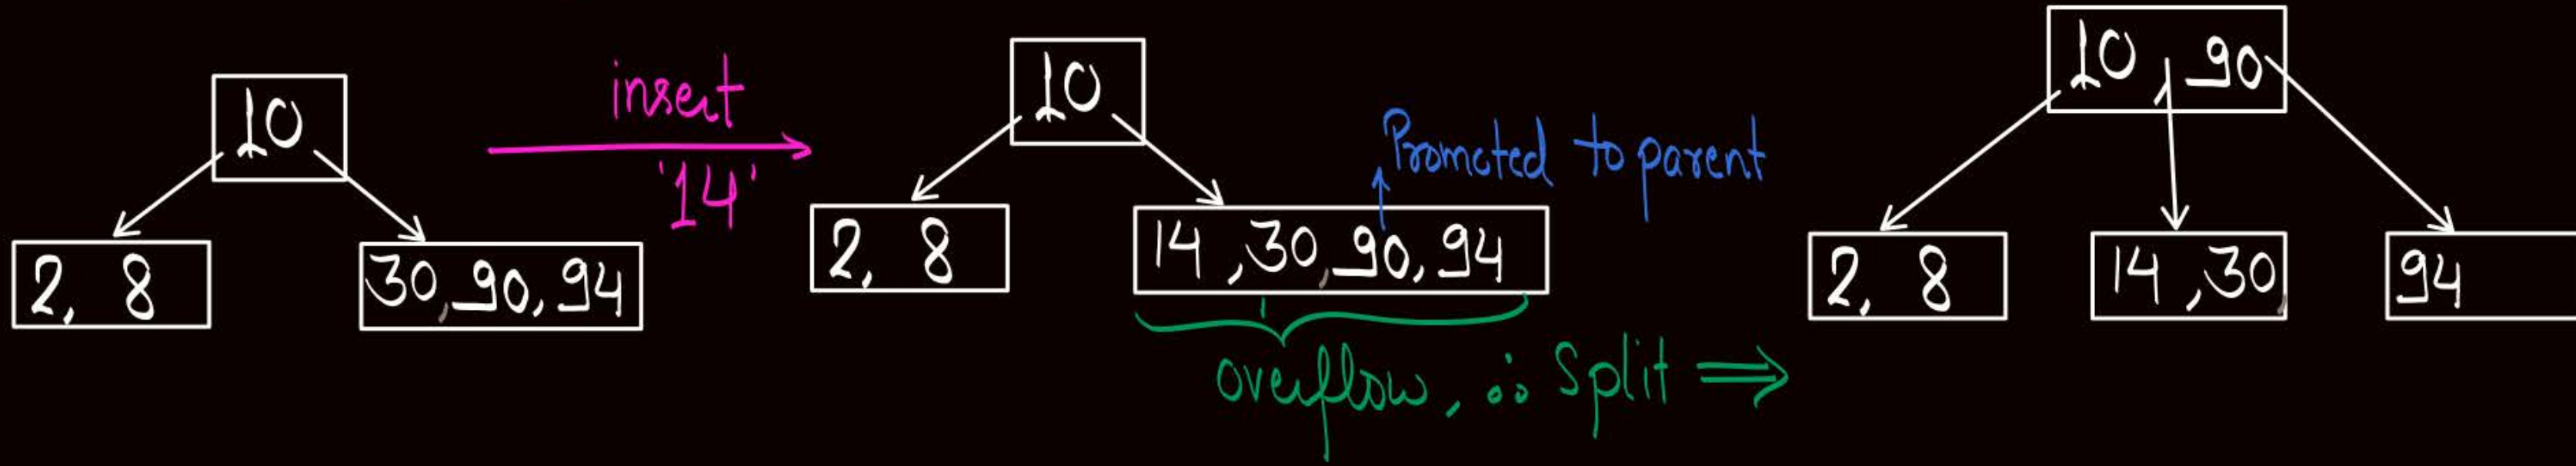 10
2, 8
30, 90, 94
insert
'14'
10
2, 8
14, 30, 90, 94
Promoted to parent
overflow, ∴ Split ⇒
10, 90
2, 8
14, 30,
94